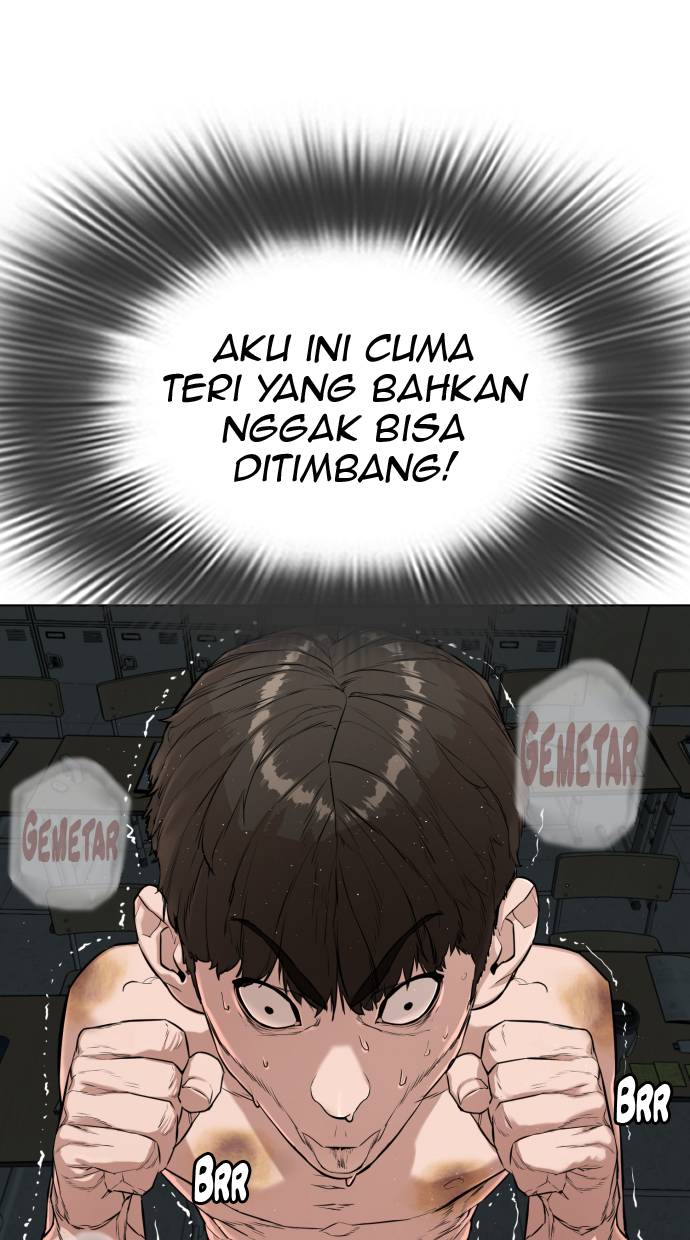 AKU INI CUMA
TERI YANG BAHKAN
NGGAK BISA
DITIMBANG!
GEMETAR
GEMETAR
BRR
BRR